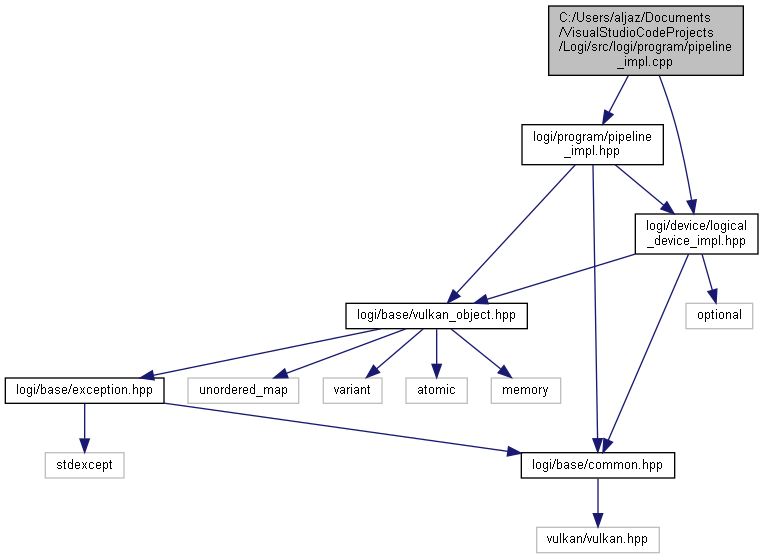 C:/Users/aljaz/Documents
/VisualStudioCodeProjects
/Logi/src/logi/program/pipeline
_impl.cpp
logi/program/pipeline
_impl.hpp
logi/device/logical
_device_impl.hpp
logi/base/vulkan_object.hpp
optional
logi/base/exception.hpp
unordered_map
variant
atomic
memory
stdexcept
logi/base/common.hpp
vulkan/vulkan.hpp